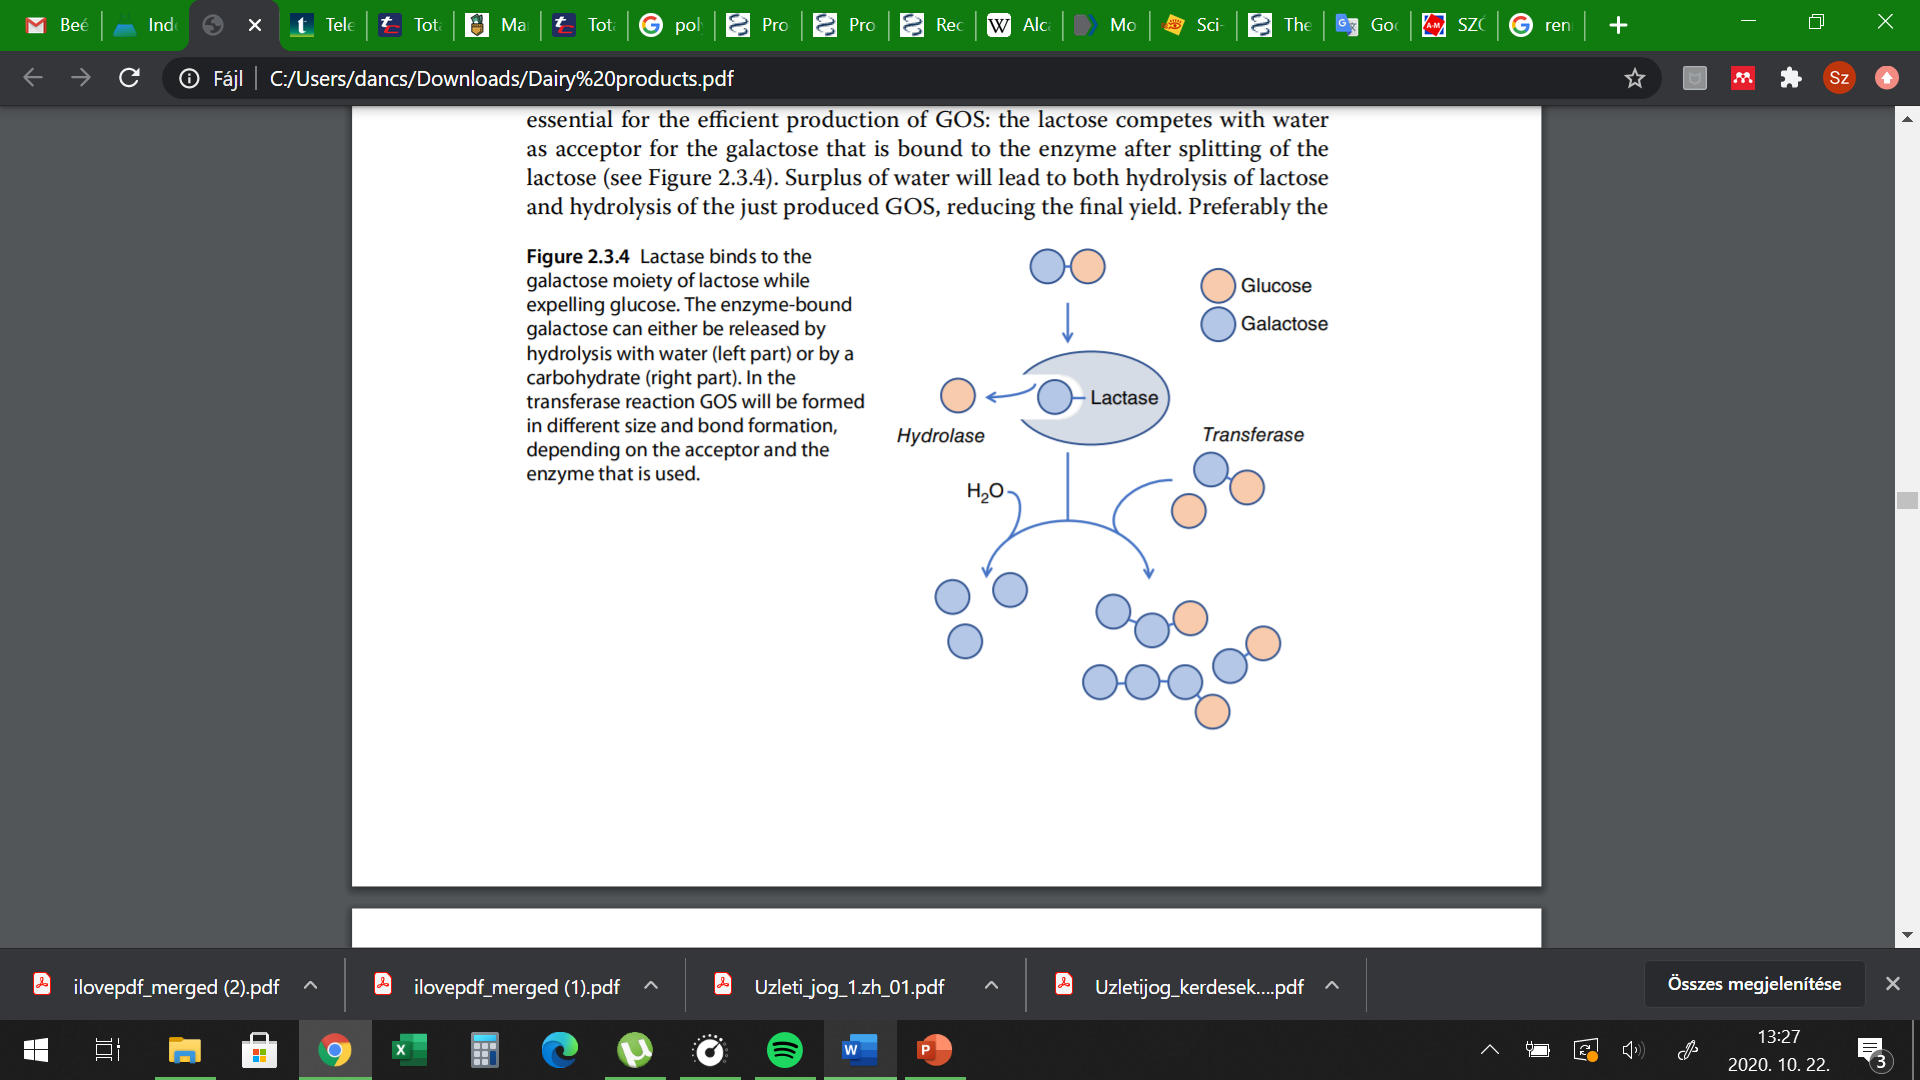 Beé
Ind
Tele
Tot
Ma
Tot
pol
Pro
Pro
Rec
Alca
Mo
Sci-
The
Goo
SZÓ
ren
Fájl
C:/Users/dancs/Downloads/Dairy%20products.pdf
Sz
essential for the efficient production of GOS: the lactose competes with water
as acceptor for the galactose that is bound to the enzyme after splitting of the
lactose (see Figure 2.3.4). Surplus of water will lead to both hydrolysis of lactose
and hydrolysis of the just produced GOS, reducing the final yield. Preferably the
Figure 2.3.4 Lactase binds to the
galactose moiety of lactose while
expelling glucose. The enzyme-bound
galactose can either be released by
hydrolysis with water (left part) or by a
carbohydrate (right part). In the
transferase reaction GOS will be formed
in different size and bond formation,
depending on the acceptor and the
enzyme that is used.
Glucose
Galactose
Lactase
Hydrolase
Transferase
H₂O
ilovepdf_merged (2).pdf
ilovepdf_merged (1).pdf
Uzleti_jog_1.zh_01.pdf
Uzletijog_kerdesek....pdf
Összes megjelenítése
13:27
2020. 10. 22.
3